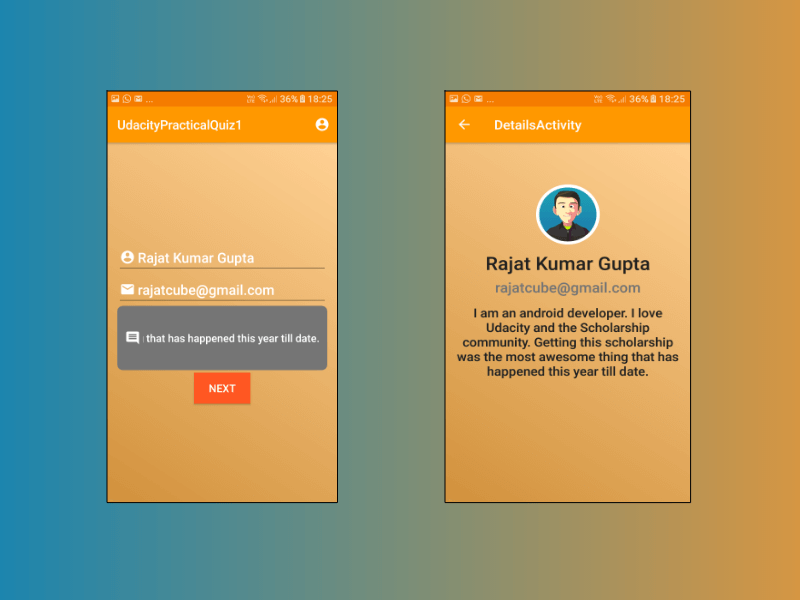 ... 36% 18:25
UdacityPracticalQuiz1
Rajat Kumar Gupta
rajatcube@gmail.com
that has happened this year till date.
NEXT
... 36% 18:25
DetailsActivity
Rajat Kumar Gupta
rajatcube@gmail.com
I am an android developer. I love
Udacity and the Scholarship
community. Getting this scholarship
was the most awesome thing that has
happened this year till date.